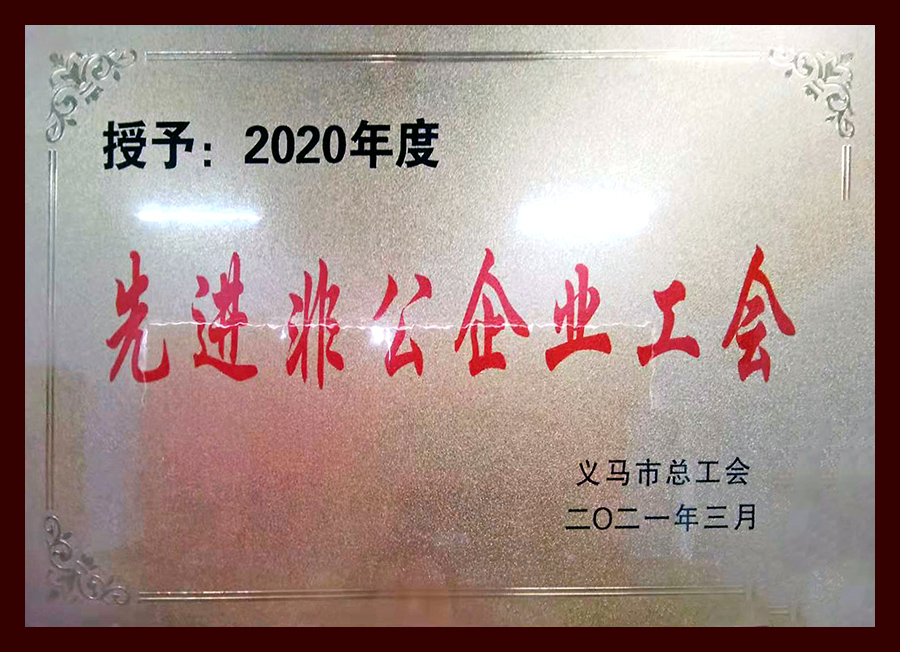 授予：2020年度
先进非公企业工会
义马市总工会
二〇二一年三月